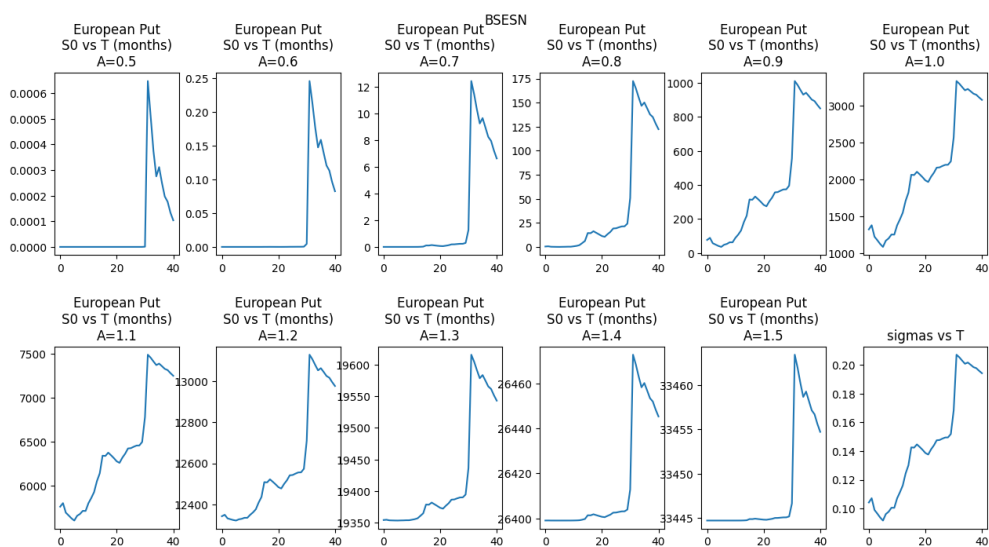 BSESN
European Put
S0 vs T (months)
A=0.5
0.0006
0.0005
0.0004
0.0003
0.0002
0.0001
0.0000
0
20
40
European Put
S0 vs T (months)
A=0.6
0.25
0.20
0.15
0.10
0.05
0.00
0
20
40
European Put
S0 vs T (months)
A=0.7
12
10
8
6
4
2
0
0
20
40
European Put
S0 vs T (months)
A=0.8
175
150
125
100
75
50
25
0
0
20
40
European Put
S0 vs T (months)
A=0.9
1000
800
600
400
200
0
0
20
40
European Put
S0 vs T (months)
A=1.0
3000
2500
2000
1500
1000
0
20
40
European Put
S0 vs T (months)
A=1.1
7500
7000
6500
6000
0
20
40
European Put
S0 vs T (months)
A=1.2
13000
12800
12600
12400
0
20
40
European Put
S0 vs T (months)
A=1.3
19600
19550
19500
19450
19400
19350
0
20
40
European Put
S0 vs T (months)
A=1.4
26460
26440
26420
26400
0
20
40
European Put
S0 vs T (months)
A=1.5
33460
33455
33450
33445
0
20
40
sigmas vs T
0.20
0.18
0.16
0.14
0.12
0.10
0
20
40